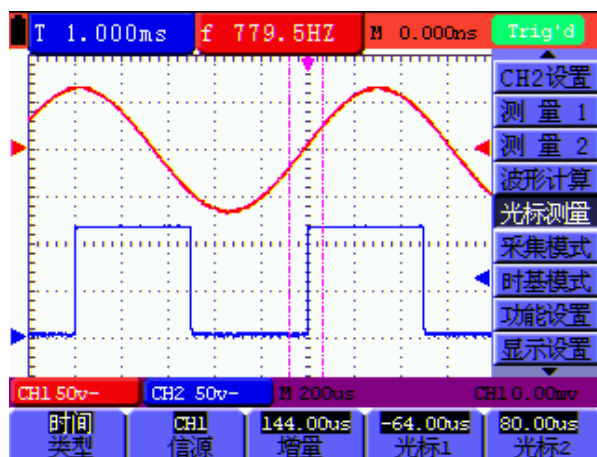 T 1.000ms f 779.5HZ M 0.000ns Trig'd
CH2设置
测 量 1
测 量 2
波形计算
光标测量
采集模式
时基模式
功能设置
显示设置
CH1 50v- CH2 50v- M 200us CH1 0.00mv
时间 CH1 144.00us -64.00us 80.00us
类型 信源 增量 光标1 光标2